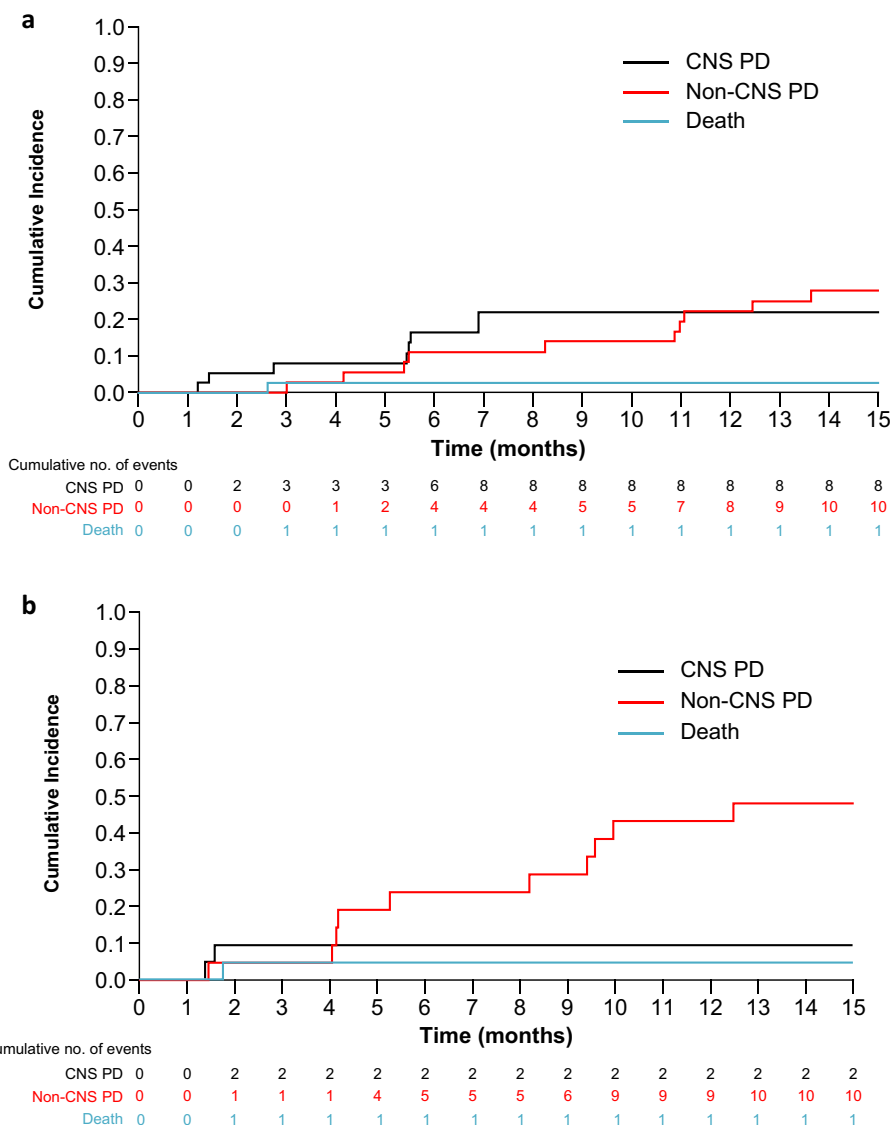 a
1.0
0.9
0.8
0.7
0.6
0.5
0.4
0.3
0.2
0.1
0.0
Cumulative Incidence
CNS PD
Non-CNS PD
Death
0 1 2 3 4 5 6 7 8 9 10 11 12 13 14 15
Time (months)
Cumulative no. of events
CNS PD 0 0 2 3 3 3 6 8 8 8 8 8 8 8 8 8
Non-CNS PD 0 0 0 0 1 2 4 4 4 5 5 7 8 9 10 10
Death 0 0 0 1 1 1 1 1 1 1 1 1 1 1 1 1
b
1.0
0.9
0.8
0.7
0.6
0.5
0.4
0.3
0.2
0.1
0.0
Cumulative Incidence
CNS PD
Non-CNS PD
Death
0 1 2 3 4 5 6 7 8 9 10 11 12 13 14 15
Time (months)
umulative no. of events
CNS PD 0 0 2 2 2 2 2 2 2 2 2 2 2 2 2 2
Non-CNS PD 0 0 1 1 1 4 5 5 5 6 9 9 9 10 10 10
Death 0 0 1 1 1 1 1 1 1 1 1 1 1 1 1 1